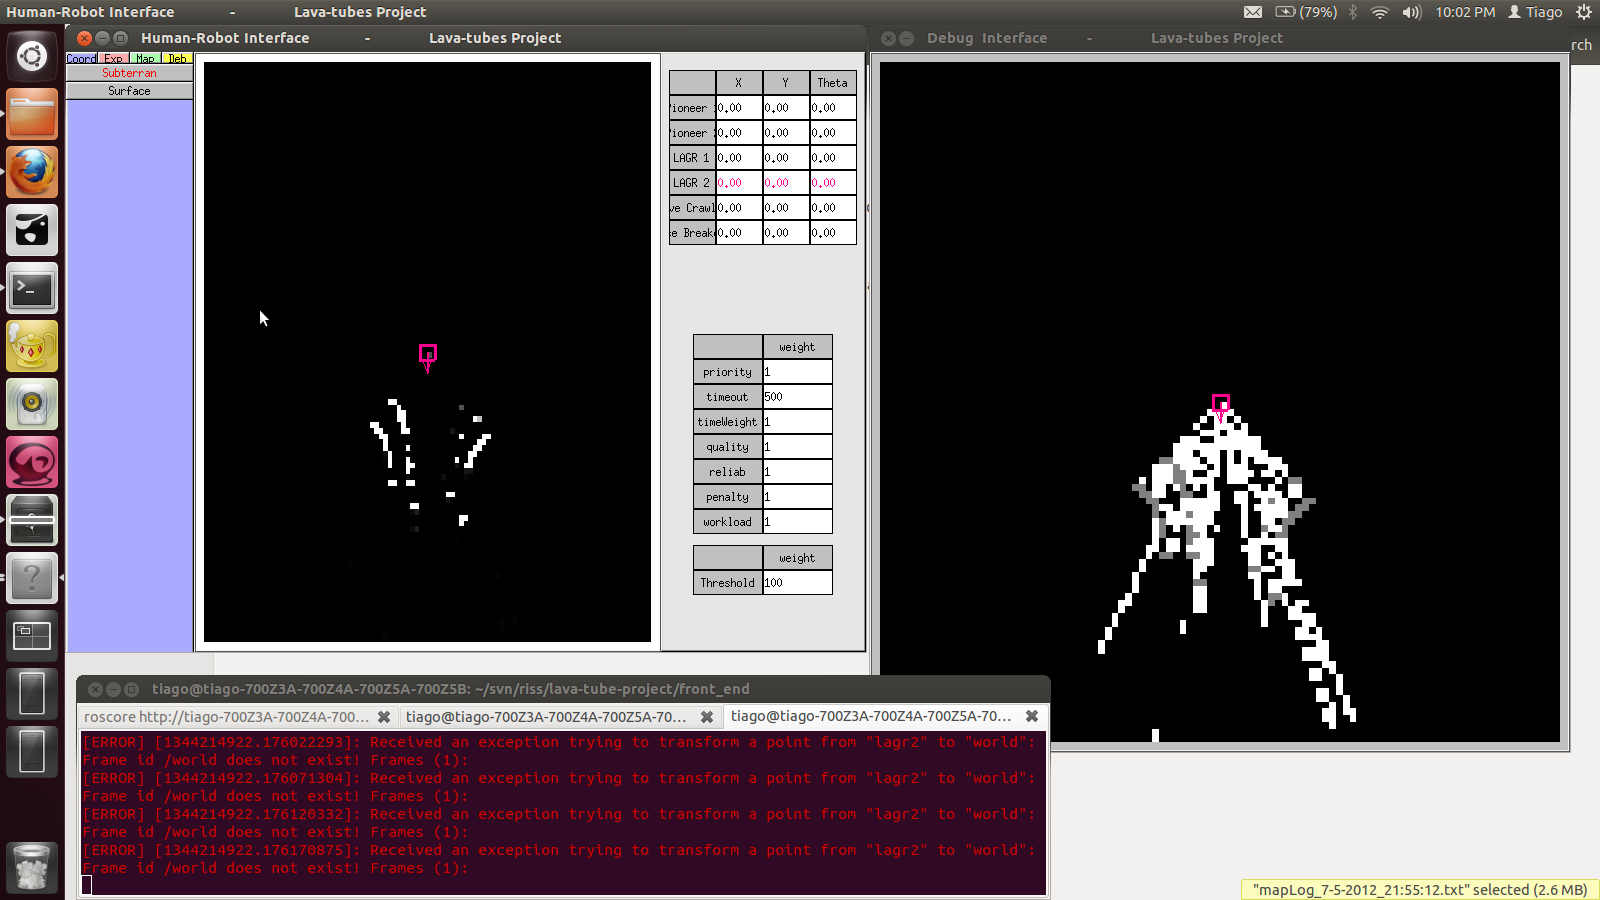 Human-Robot Interface - Lava-tubes Project
(79%) 10:02 PM Tiago
Human-Robot Interface - Lava-tubes Project
Debug Interface - Lava-tubes Project
rch
Coord Exp Map Deb
Subterran
Surface
X Y Theta
ioneer 0.00 0.00 0.00
ioneer 0.00 0.00 0.00
LAGR 1 0.00 0.00 0.00
LAGR 2 0.00 0.00 0.00
ve Crawl 0.00 0.00 0.00
e Break 0.00 0.00 0.00
weight
priority 1
timeout 500
timeWeight 1
quality 1
reliab 1
penalty 1
workload 1
weight
Threshold 100
tiago@tiago-700Z3A-700Z4A-700Z5A-700Z5B: ~/svn/riss/lava-tube-project/front_end
roscore http://tiago-700Z3A-700Z4A-700... tiago@tiago-700Z3A-700Z4A-700Z5A-70... tiago@tiago-700Z3A-700Z4A-700Z5A-70...
[ERROR] [1344214922.176022293]: Received an exception trying to transform a point from "lagr2" to "world":
Frame id /world does not exist! Frames (1):
[ERROR] [1344214922.176071304]: Received an exception trying to transform a point from "lagr2" to "world":
Frame id /world does not exist! Frames (1):
[ERROR] [1344214922.176120332]: Received an exception trying to transform a point from "lagr2" to "world":
Frame id /world does not exist! Frames (1):
[ERROR] [1344214922.176170875]: Received an exception trying to transform a point from "lagr2" to "world":
Frame id /world does not exist! Frames (1):
"mapLog_7-5-2012_21:55:12.txt" selected (2.6 MB)